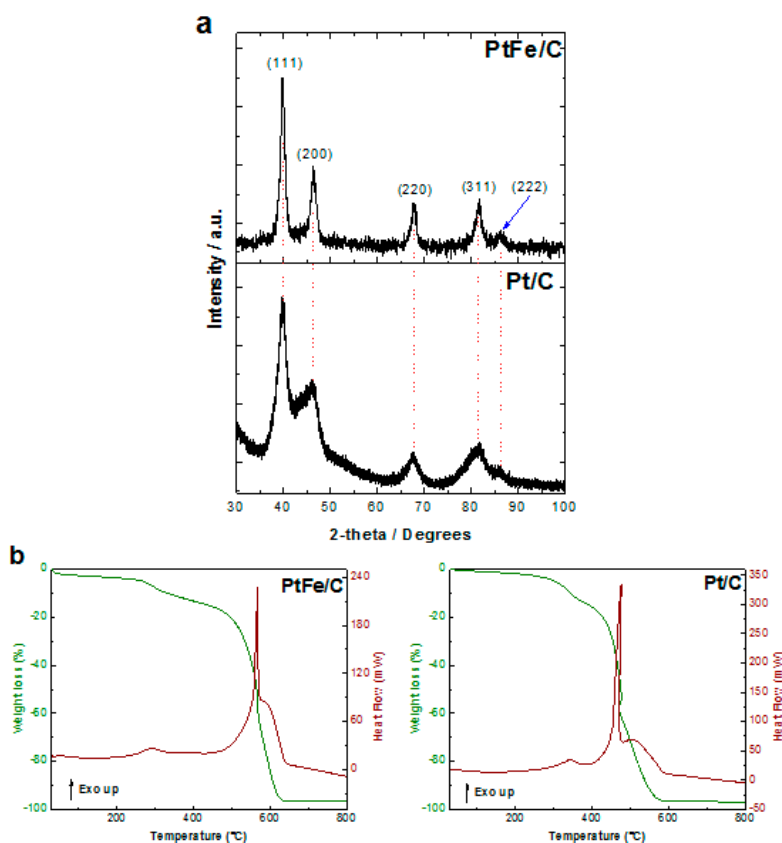 a
PtFe/C
(111)
(200)
(220)
(311)
(222)
Pt/C
Intensity / a.u.
30 40 50 60 70 80 90 100
2-theta / Degrees
b
PtFe/C
0
-20
-40
-60
-80
-100
Weight loss (%)
240
180
120
60
0
Heat Flow (mW)
Exo up
200 400 600 800
Temperature (°C)
Pt/C
0
-20
-40
-60
-80
-100
Weight loss (%)
350
300
250
200
150
100
50
0
-50
Heat Flow (mW)
Exo up
200 400 600 800
Temperature (°C)